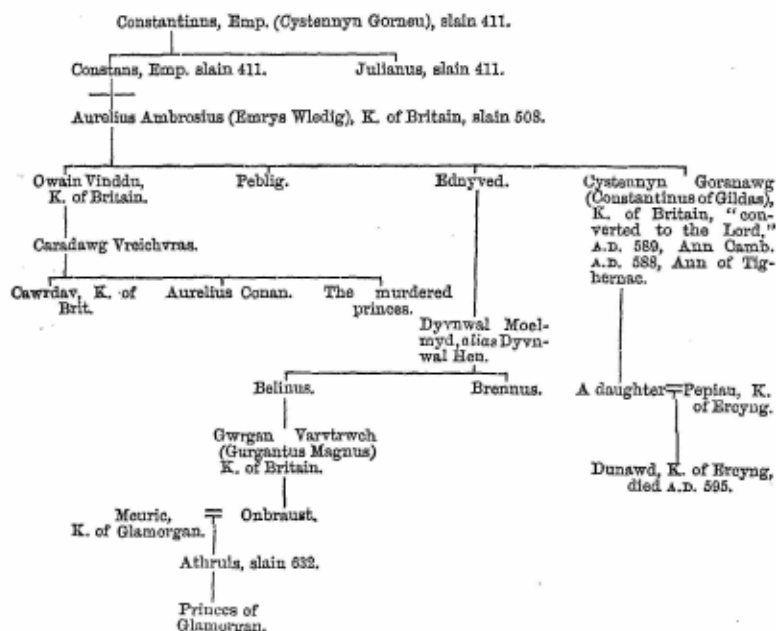 Constantinus, Emp. (Cystennyn Gorneu), slain 411.
Constans, Emp. slain 411.
Julianus, slain 411.
Aurelius Ambrosius (Emrys Wledig), K. of Britain, slain 508.
Owain Vinddu,
K. of Britain.
Peblig.
Ednyved.
Cystennyn Goranawg
(Constantinus of Gildas),
K. of Britain, "con-
verted to the Lord,"
A.D. 589, Ann Camb.
A.D. 588, Ann of Tig-
hernac.
Caradawg Vreichvras.
Cawrdav, K. of
Brit.
Aurelius Conan.
The murdered
princes.
Dyvnwal Moel-
myd, alias Dyvn-
wal Hen.
Belinus.
Brennus.
A daughter = Pepiau, K.
of Ercyng.
Gwrgan Varvtrwch
(Gurgantus Magnus)
K. of Britain.
Dunawd, K. of Ercyng,
died A.D. 595.
Meuric,
K. of Glamorgan.
= Onbraust.
Athruis, slain 632.
Princes of
Glamorgan.